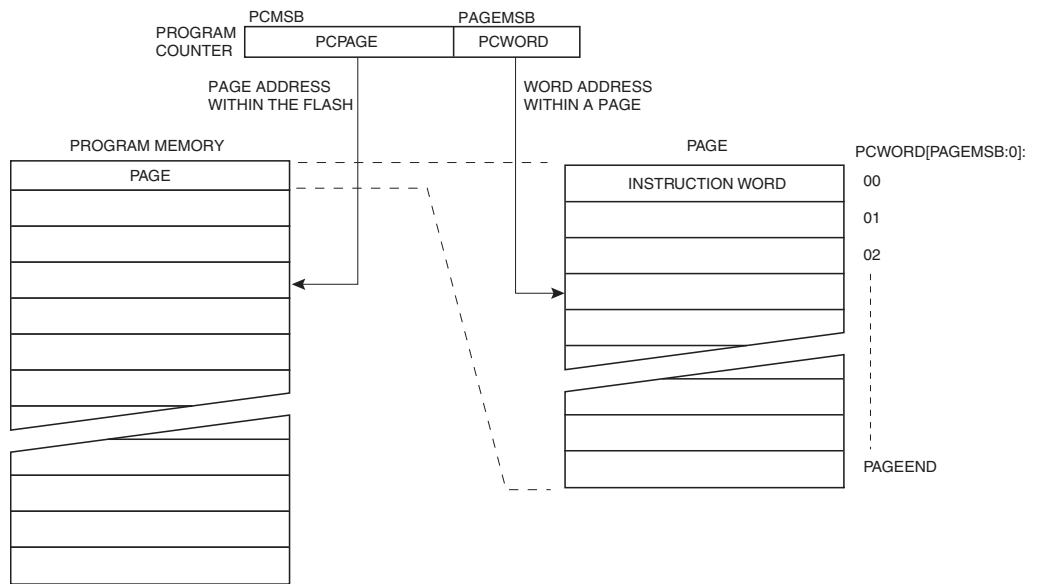 PCMSB
PAGEMSB
PROGRAM
COUNTER
PCPAGE
PCWORD
PAGE ADDRESS
WITHIN THE FLASH
WORD ADDRESS
WITHIN A PAGE
PROGRAM MEMORY
PAGE
PAGE
PCWORD[PAGEMSB:0]:
INSTRUCTION WORD
00
01
02
PAGEEND